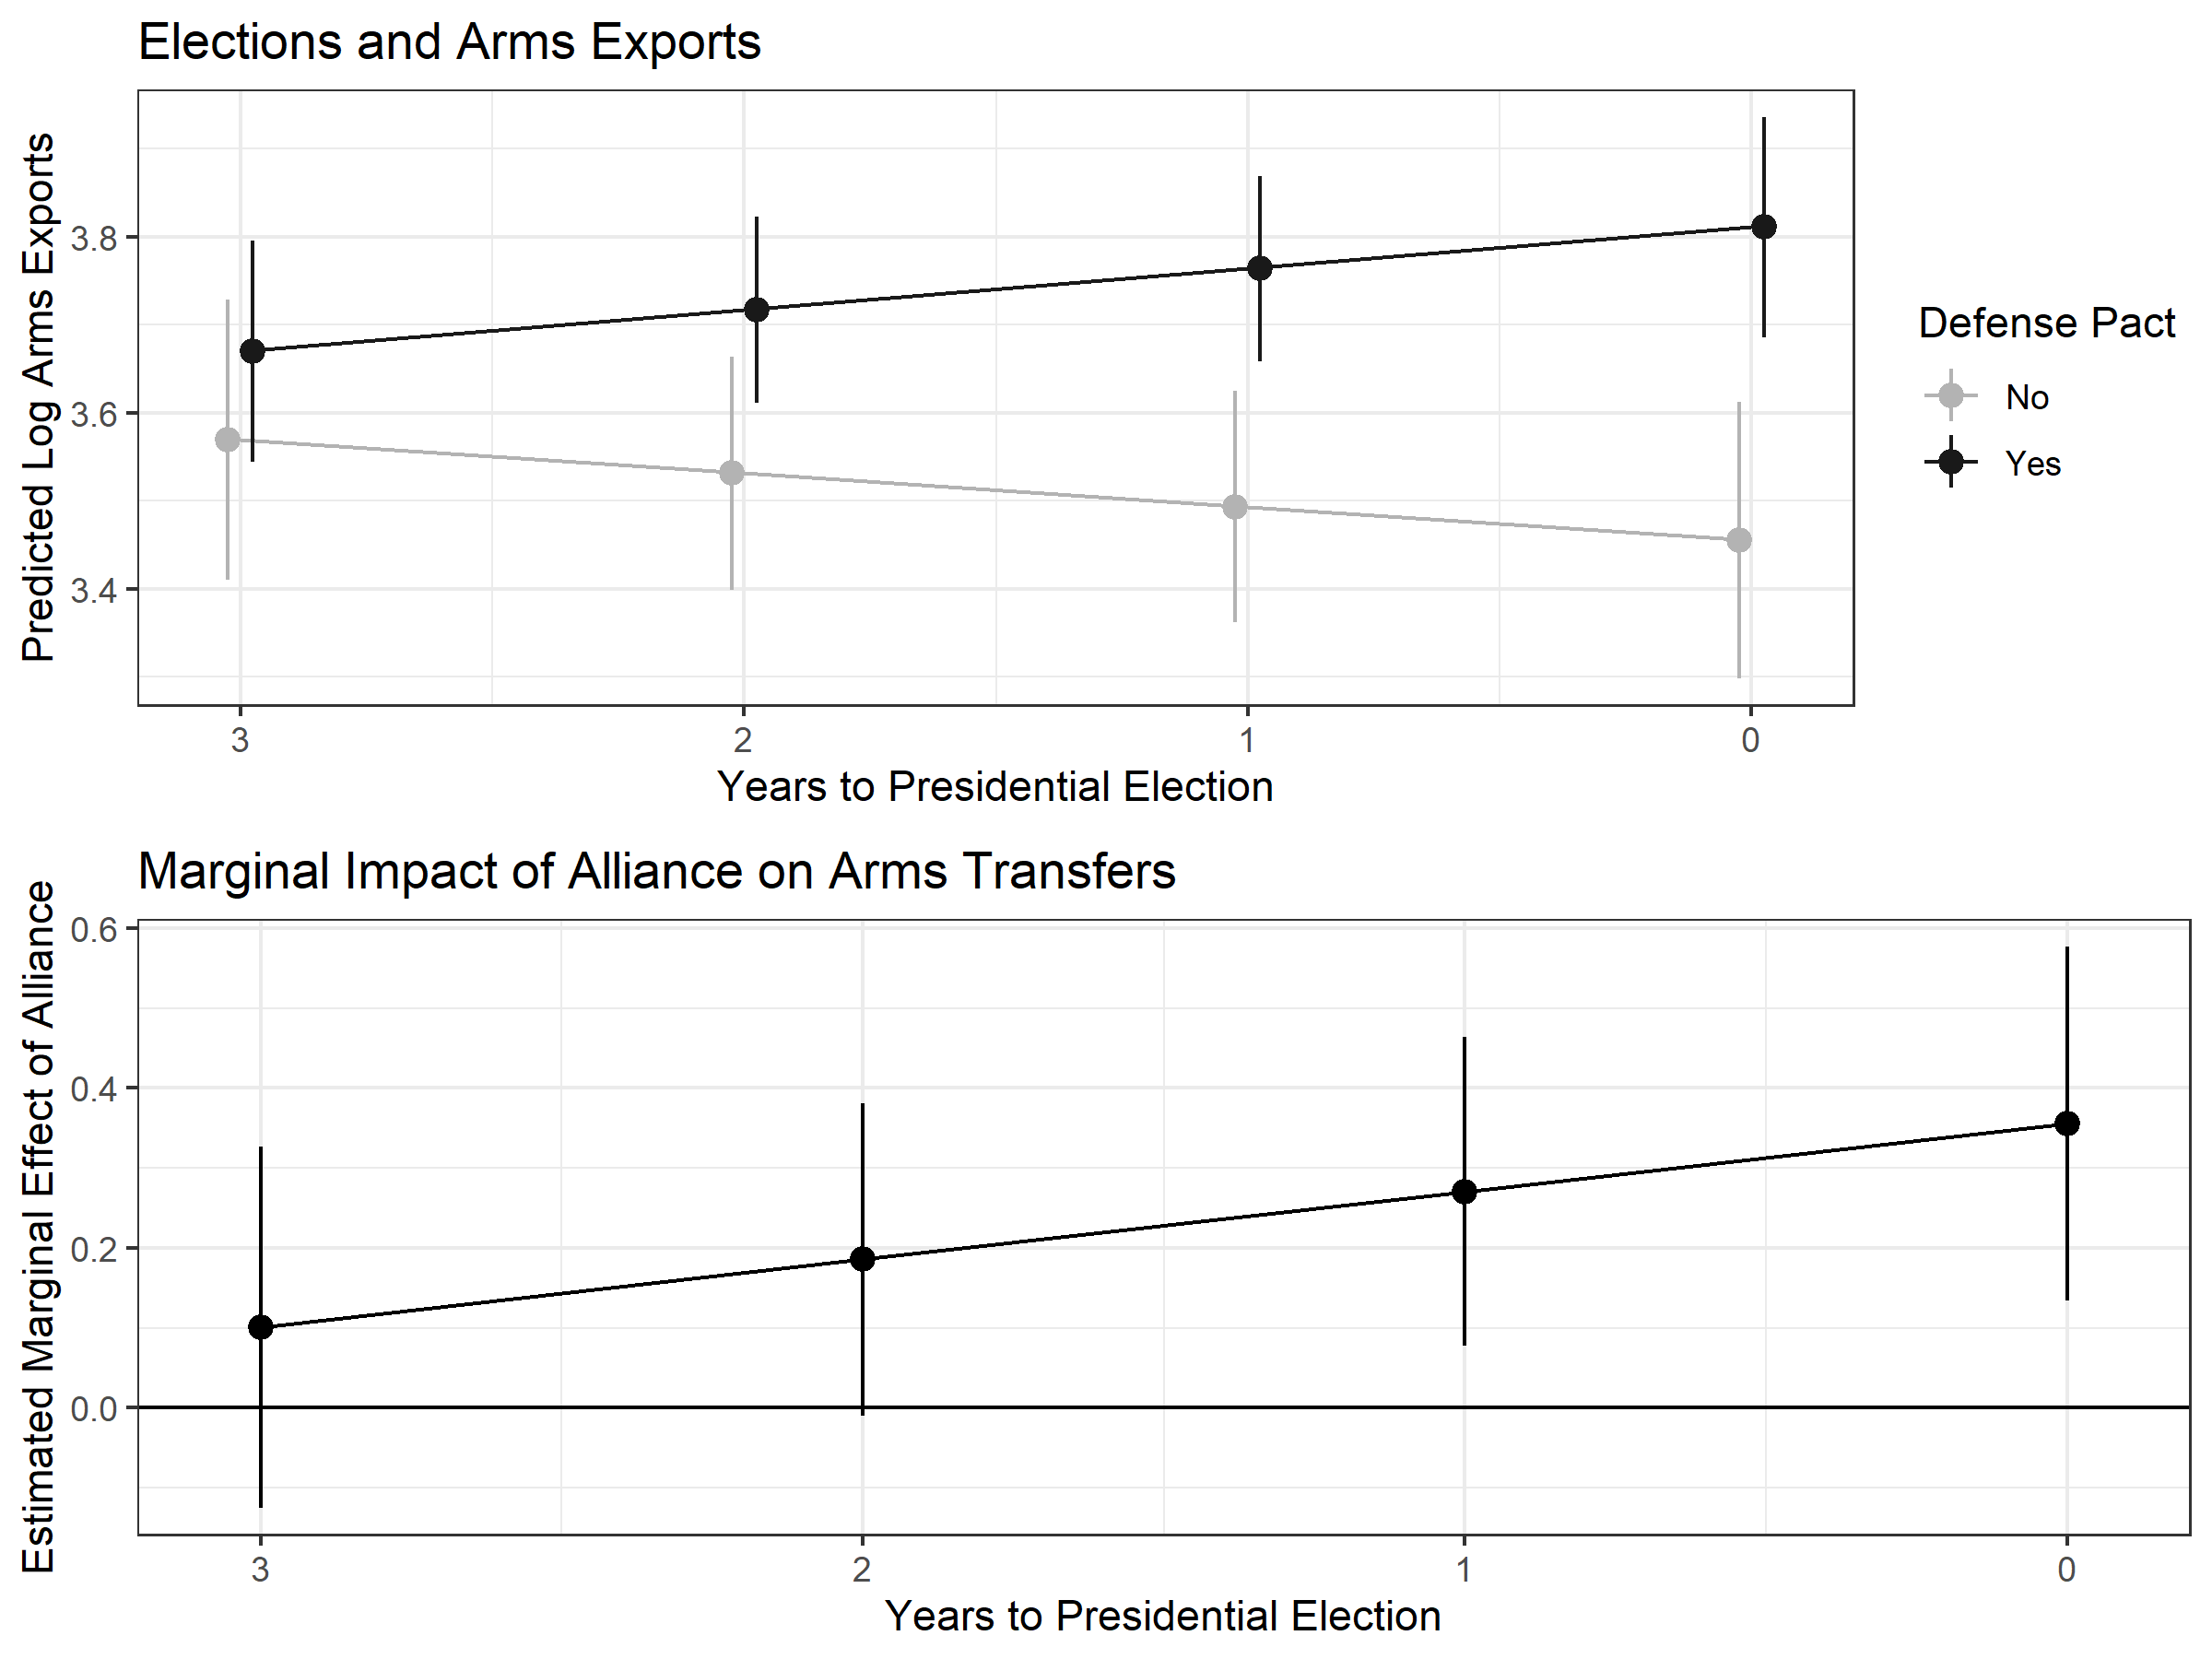 Elections and Arms Exports
Predicted Log Arms Exports
3.8
3.6
3.4
3 2 1 0
Years to Presidential Election
Defense Pact
No
Yes
Marginal Impact of Alliance on Arms Transfers
Estimated Marginal Effect of Alliance
0.6
0.4
0.2
0.0
3 2 1 0
Years to Presidential Election